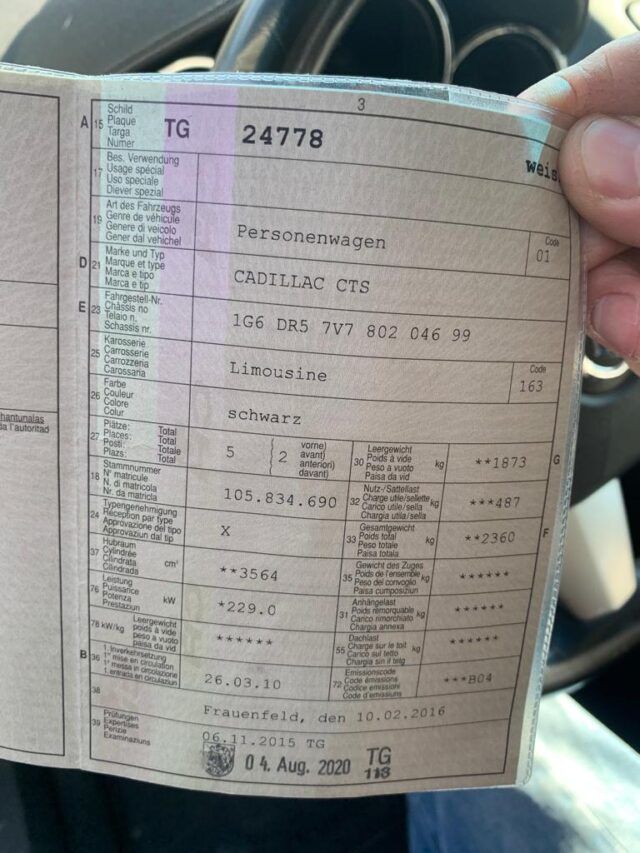 3
A 15 Schild Plaque Targa Numer TG 24778 weis
17 Bes. Verwendung Usage spécial Uso speciale Diever spezial
19 Art des Fahrzeugs Genre de véhicule Genere di veicolo Gener dal vehichel Personenwagen Code 01
D 21 Marke und Typ Marque et type Marca e tipo Marca e tip CADILLAC CTS
E 23 Fahrgestell-Nr. Châssis no Telaio n. Schassis nr. 1G6 DR5 7V7 802 046 99
25 Karosserie Carrosserie Carrozzeria Carossaria Limousine Code 163
26 Farbe Couleur Colore Colur schwarz
hantunalas
da l'autoritad
27 Plätze: Total Places: Total Posti: Totale Plazs: Total 5 { 2 vorne) avant) anteriori) davant) 30 Leergewicht Poids à vide Peso a vuoto Paisa da vid kg **1873 G
18 Stammnummer N° matricule N. di matricola Nr. da matricla 105.834.690 32 Nutz-/Sattellast Charge utile/sellette Carico utile/sella Chargia utila/sella kg ***487
24 Typengenehmigung Réception par type Approvazione del tipo Approvaziun dal tip X 33 Gesamtgewicht Poids total Peso totale Paisa totala kg **2360 F
37 Hubraum Cylindrée Cilindrata Cilindrada cm³ **3564 35 Gewicht des Zuges Poids de l'ensemble Peso del convoglio Paisa cumposiziun kg ******
76 Leistung Puissance Potenza Prestaziun kW *229.0 31 Anhängelast Poids remorquable Carico rimorchiato Chargia annexa kg ******
78 kW/kg Leergewicht poids à vide peso a vuoto paisa da vid ****** 55 Dachlast Charge sur le toit Carico sul tetto Chargia sin il tetg kg ******
B 36 1. Inverkehrsetzung 1re mise en circulation 1a messa in circolazione 1. entrada en circulaziun 26.03.10 72 Emissionscode Code émissions Codice emissioni Code d'emissiuns ***B04
38 Frauenfeld, den 10.02.2016
39 Prüfungen Expertises Perizie Examinaziuns 06.11.2015 TG
04. Aug. 2020 TG 113